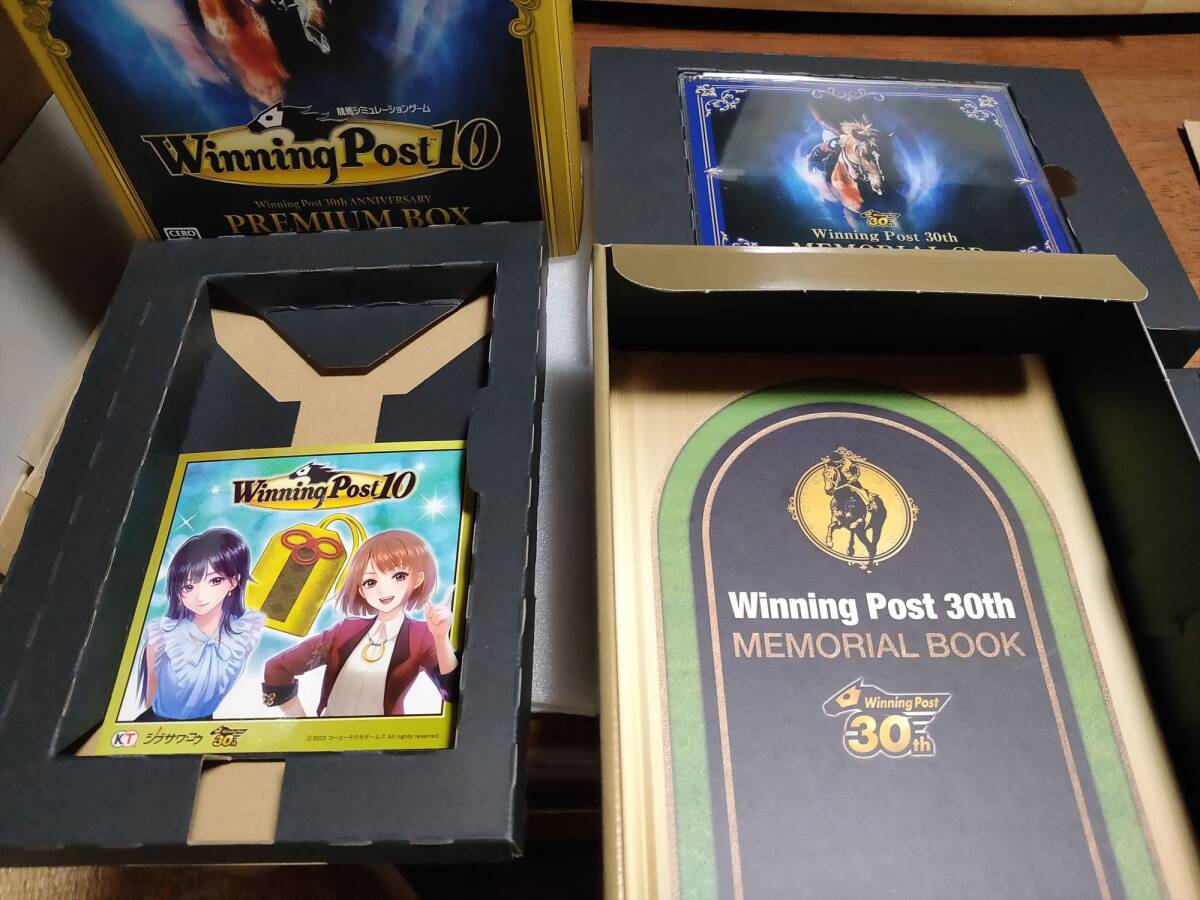 競馬シミュレーションゲーム
Winning Post 10
Winning Post 30th ANNIVERSARY
PREMIUM BOX
CERO
30th
Winning Post 30th
MEMORIAL CD
Winning Post 10
KT シブサワ・コウ 30th
©2023 コーエーテクモゲームス All rights reserved.
Winning Post 30th
MEMORIAL BOOK
Winning Post
30th